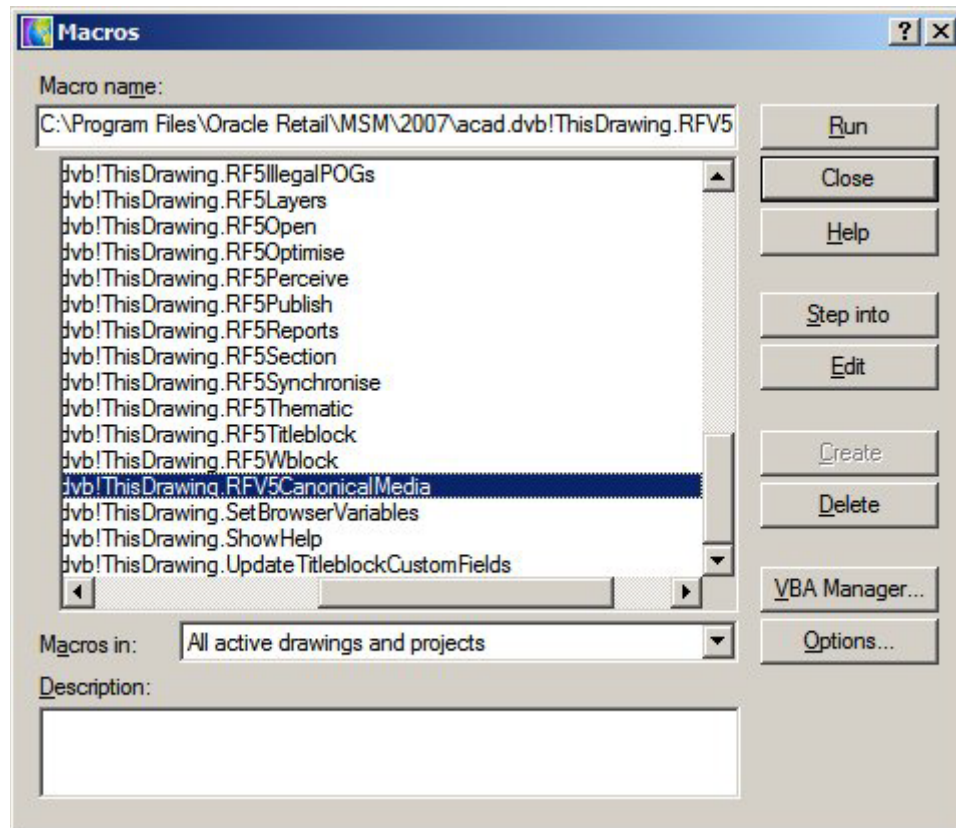 Macros
Macro name:
C:\Program Files\Oracle Retail\MSM\2007\acad.dvb!ThisDrawing.RFV5
Run
dvb!ThisDrawing.RF5IllegalPOGs
Close
dvb!ThisDrawing.RF5Layers
dvb!ThisDrawing.RF5Open
Help
dvb!ThisDrawing.RF5Optimise
dvb!ThisDrawing.RF5Perceive
dvb!ThisDrawing.RF5Publish
Step into
dvb!ThisDrawing.RF5Reports
dvb!ThisDrawing.RF5Section
Edit
dvb!ThisDrawing.RF5Synchronise
dvb!ThisDrawing.RF5Thematic
dvb!ThisDrawing.RF5Titleblock
Create
dvb!ThisDrawing.RF5Wblock
dvb!ThisDrawing.RFV5CanonicalMedia
Delete
dvb!ThisDrawing.SetBrowserVariables
dvb!ThisDrawing.ShowHelp
dvb!ThisDrawing.UpdateTitleblockCustomFields
VBA Manager...
Macros in:
All active drawings and projects
Options...
Description: